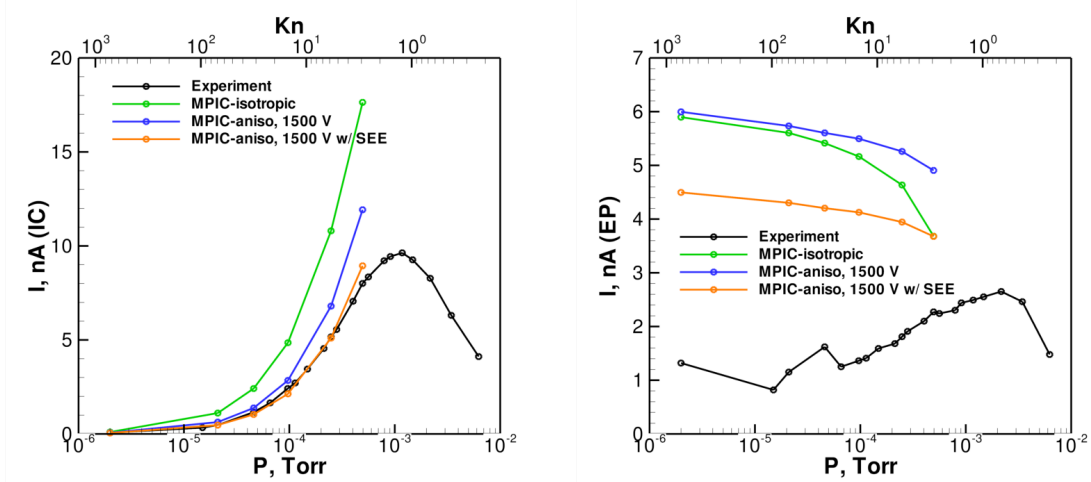 Kn
10³ 10² 10¹ 10⁰
20
15
10
5
0
I, nA (IC)
Experiment
MPIC-isotropic
MPIC-aniso, 1500 V
MPIC-aniso, 1500 V w/ SEE
10⁻⁶ 10⁻⁵ 10⁻⁴ 10⁻³ 10⁻²
P, Torr
Kn
10³ 10² 10¹ 10⁰
7
6
5
4
3
2
1
0
I, nA (EP)
Experiment
MPIC-isotropic
MPIC-aniso, 1500 V
MPIC-aniso, 1500 V w/ SEE
10⁻⁶ 10⁻⁵ 10⁻⁴ 10⁻³ 10⁻²
P, Torr